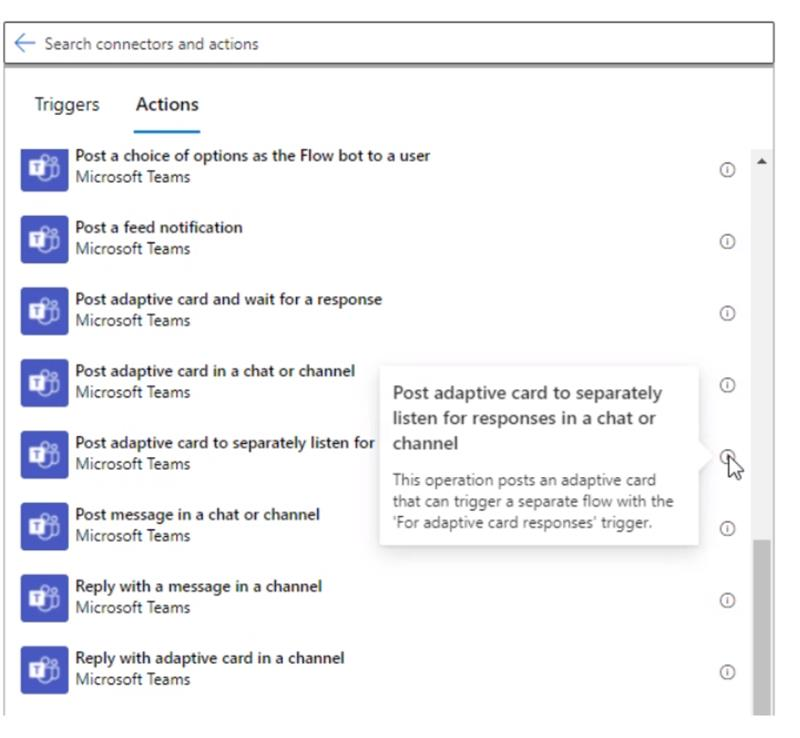 Search connectors and actions
Triggers Actions
Post a choice of options as the Flow bot to a user
Microsoft Teams
Post a feed notification
Microsoft Teams
Post adaptive card and wait for a response
Microsoft Teams
Post adaptive card in a chat or channel
Microsoft Teams
Post adaptive card to separately listen for
Microsoft Teams
Post adaptive card to separately
listen for responses in a chat or
channel
This operation posts an adaptive card
that can trigger a separate flow with the
'For adaptive card responses' trigger.
Post message in a chat or channel
Microsoft Teams
Reply with a message in a channel
Microsoft Teams
Reply with adaptive card in a channel
Microsoft Teams